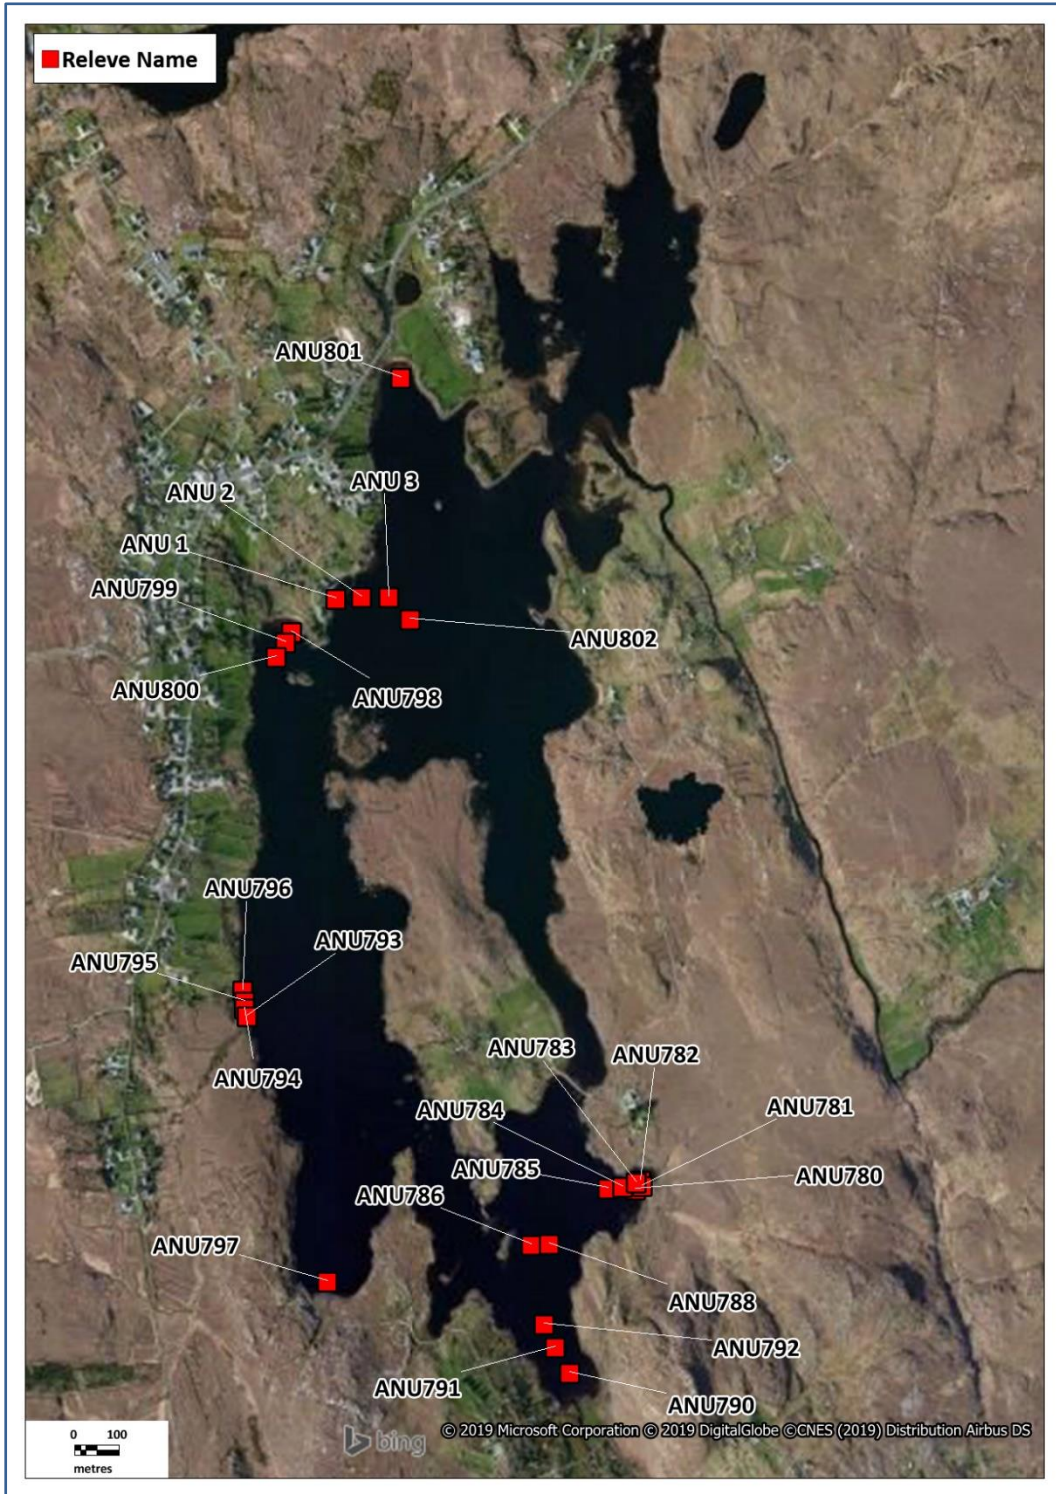 Releve Name
ANU801
ANU 3
ANU 2
ANU 1
ANU799
ANU802
ANU800
ANU798
ANU796
ANU793
ANU795
ANU783
ANU782
ANU794
ANU784
ANU781
ANU785
ANU780
ANU786
ANU797
ANU788
ANU792
ANU791
ANU790
0 100
metres
bing
© 2019 Microsoft Corporation © 2019 DigitalGlobe ©CNES (2019) Distribution Airbus DS